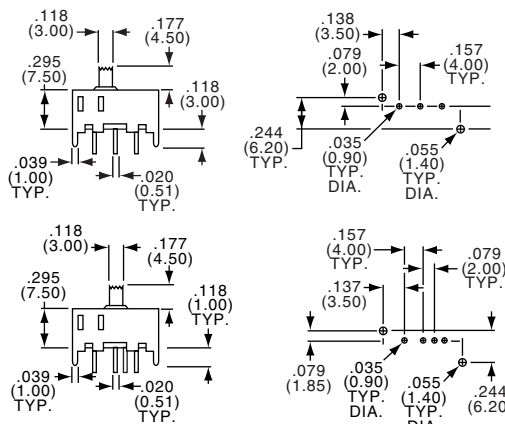 .118
(3.00)
.177
(4.50)
.295
(7.50)
.118
(3.00)
.039
(1.00)
TYP.
.020
(0.51)
TYP.
.138
(3.50)
.079
(2.00)
.157
(4.00)
TYP.
.244
(6.20)
TYP.
.035
(0.90)
TYP.
DIA.
.055
(1.40)
TYP.
DIA.
.118
(3.00)
.177
(4.50)
.295
(7.50)
.118
(1.00)
TYP.
.039
(1.00)
TYP.
.020
(0.51)
TYP.
.157
(4.00)
TYP.
.079
(2.00)
TYP.
.137
(3.50)
.079
(1.85)
.035
(0.90)
TYP.
DIA.
.055
(1.40)
TYP.
DIA.
.244
(6.20